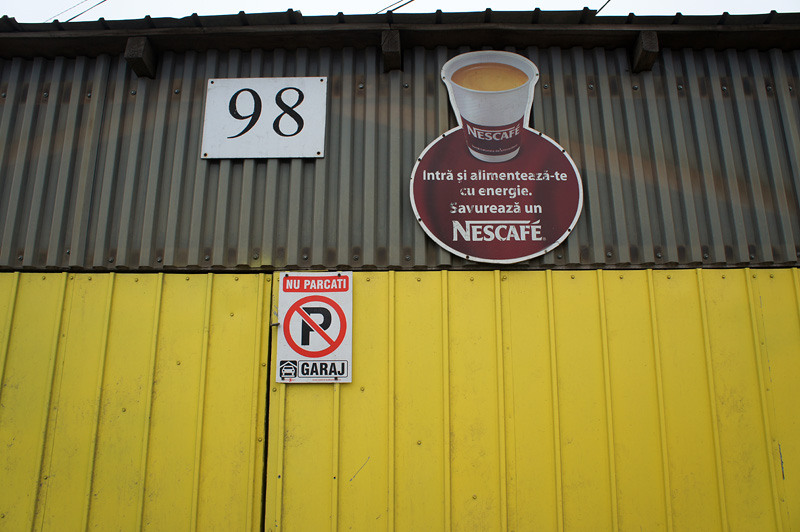 98
NESCAFÉ
Intră și alimentează-te
cu energie.
Savurează un
NESCAFÉ
NU PARCATI
P
GARAJ